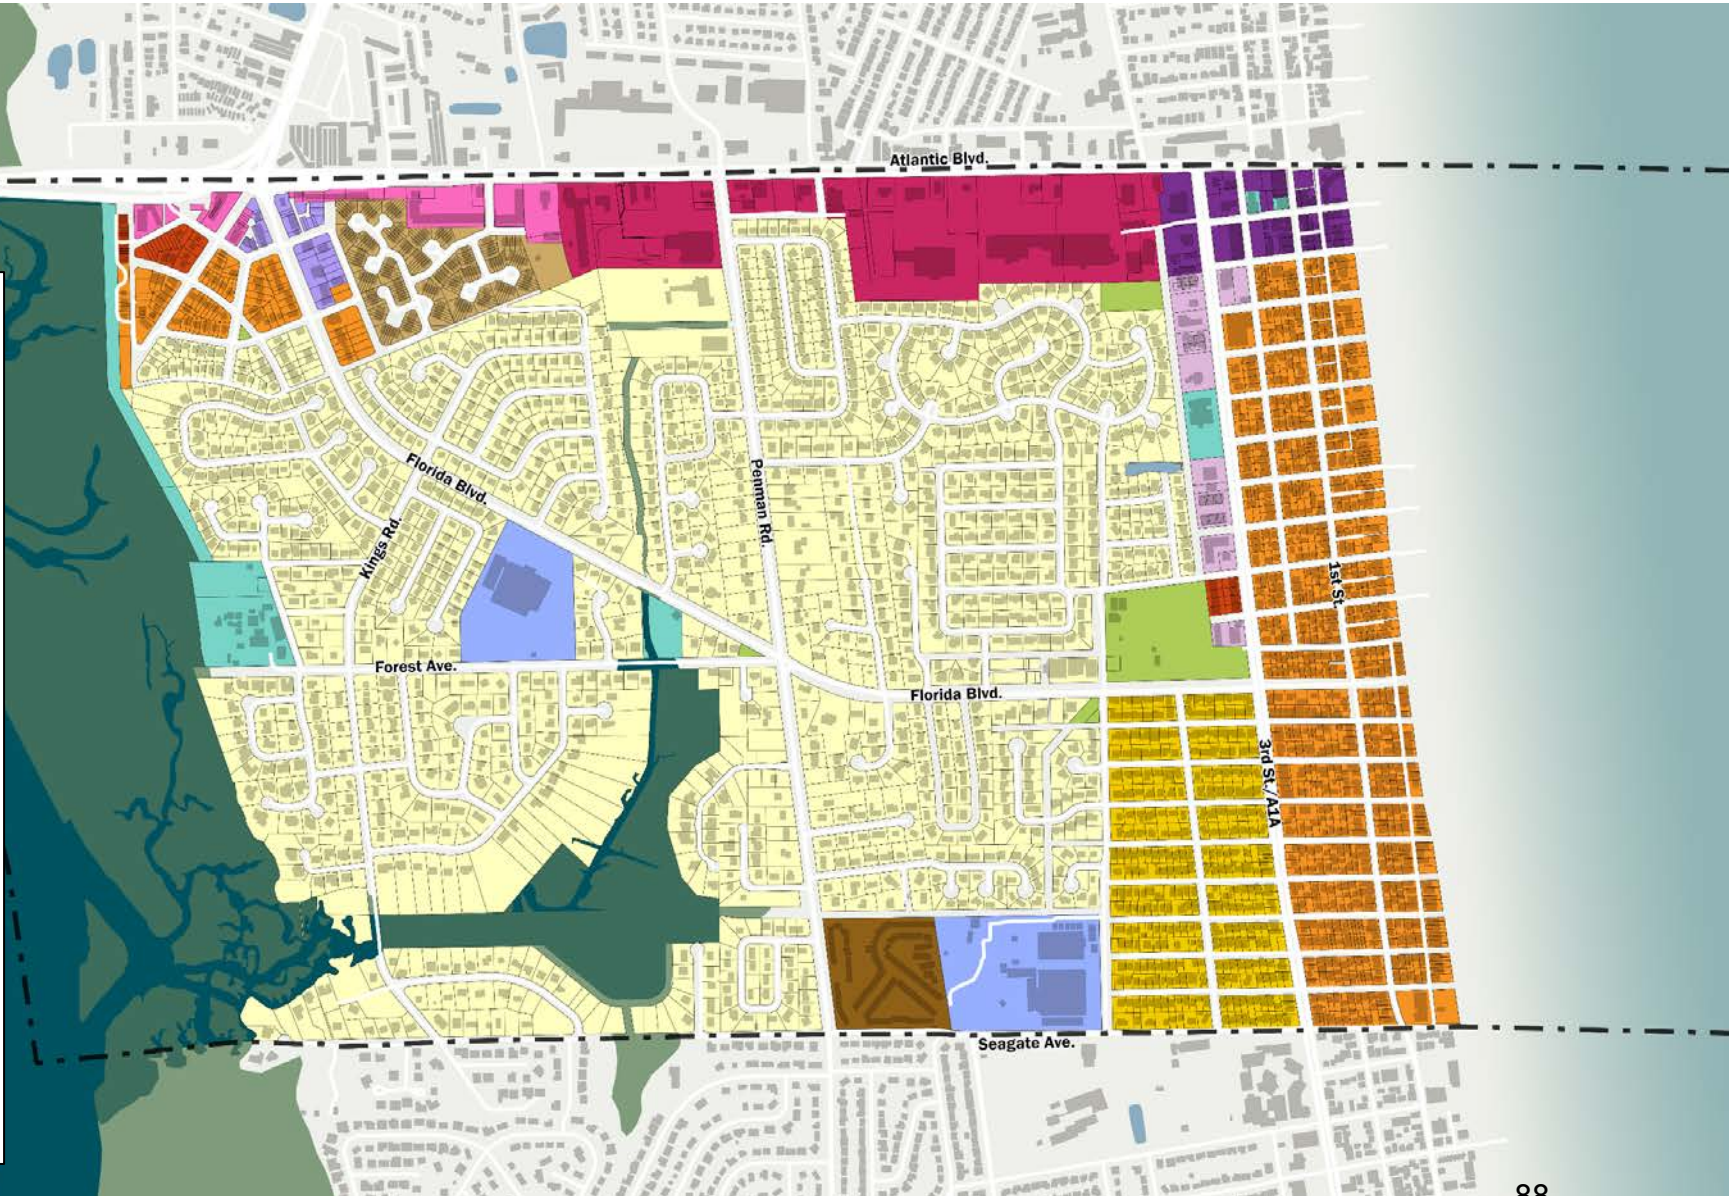 Atlantic Blvd.
Florida Blvd.
Penman Rd.
Kings Rd.
1st St.
Forest Ave.
Florida Blvd.
3rd St./A1A
Seagate Ave.
88